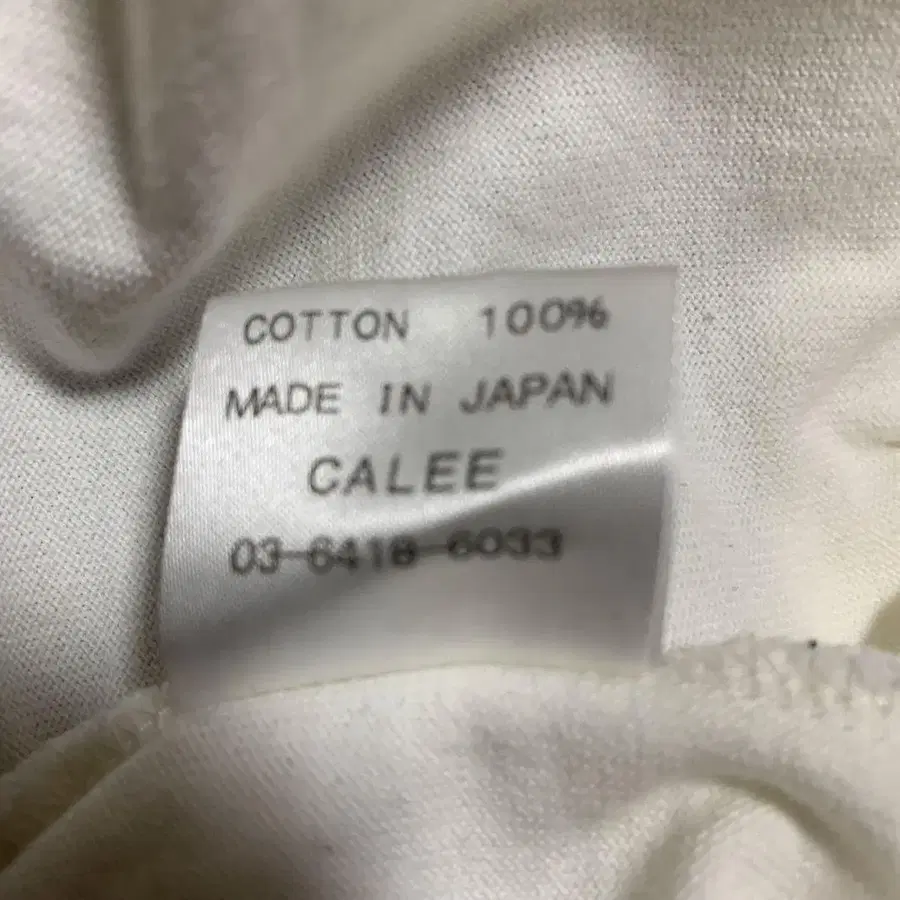 COTTON 100%
MADE IN JAPAN
CALEE
03-6418-6033